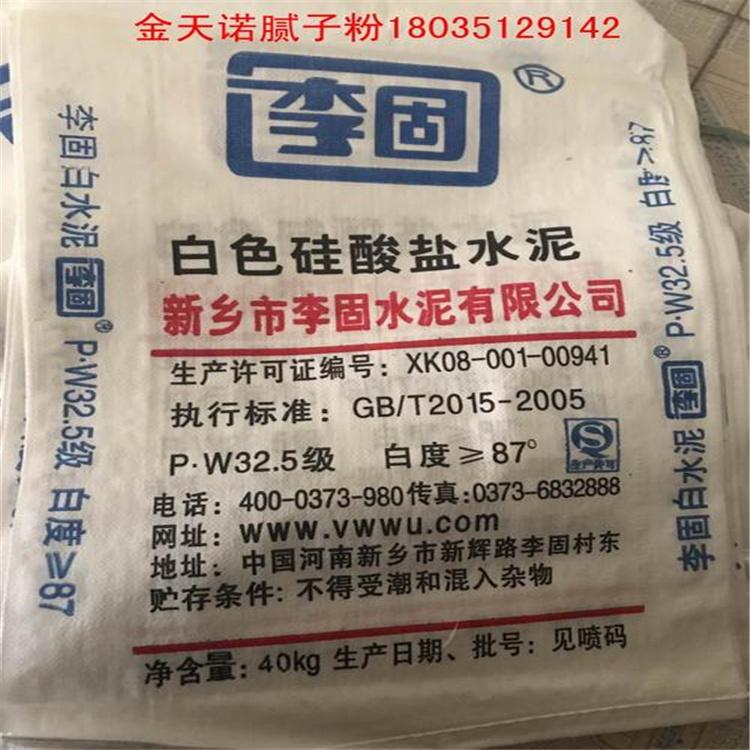 金天诺腻子粉18035129142
李固®
白色硅酸盐水泥
新乡市李固水泥有限公司
生产许可证编号：XK08-001-00941
执行标准：GB/T2015-2005
P·W32.5级 白度≥87°
生产许可
电话：400-0373-980传真:0373-6832888
网址：www.vwwu.com
地址：中国河南新乡市新辉路李固村东
贮存条件：不得受潮和混入杂物
净含量：40kg 生产日期、批号：见喷码
李固白水泥 李固® P·W32.5级 白度≥87
李固白水泥 李固® P·W32.5级 白度≥87